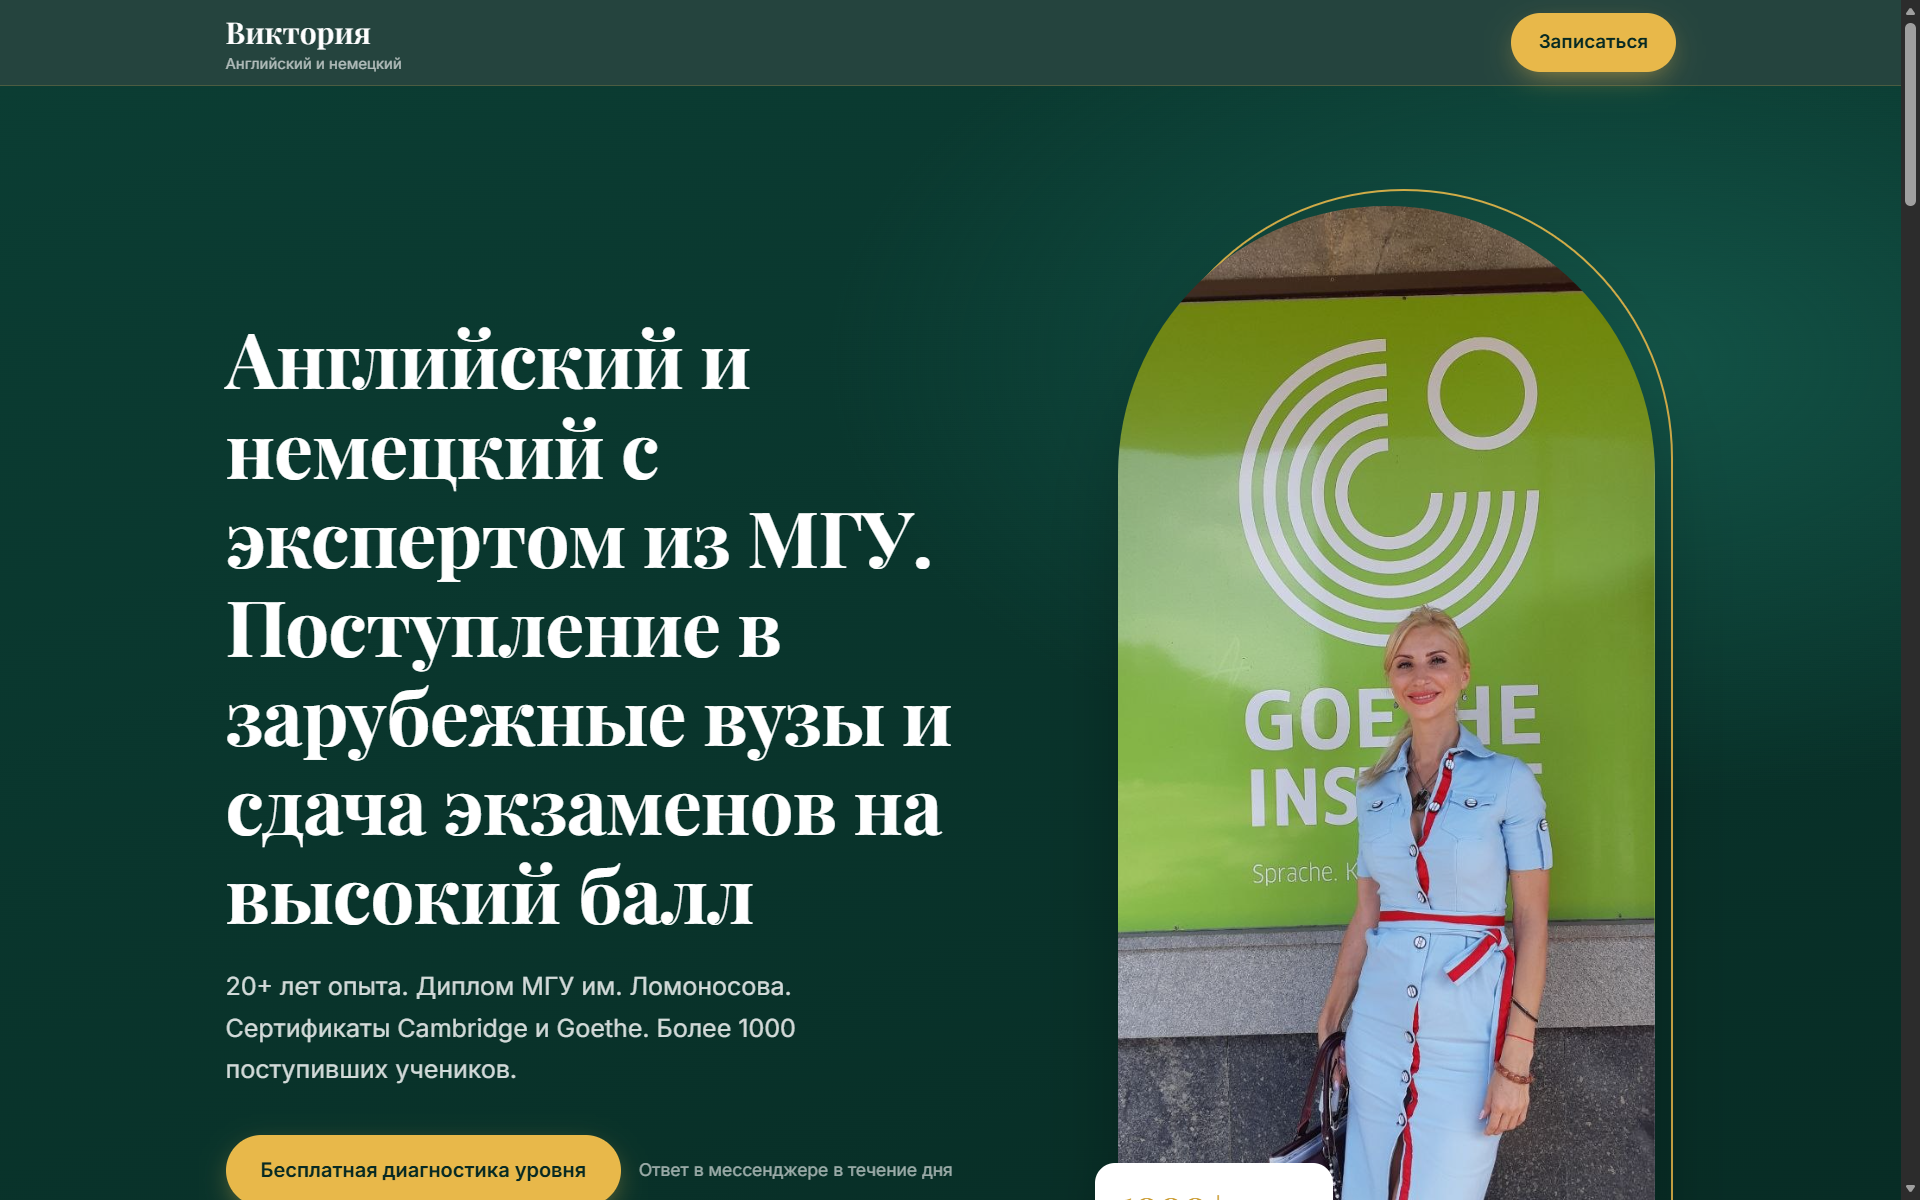 Виктория
Английский и немецкий
Записаться
Английский и
немецкий с
экспертом из МГУ.
Поступление в
зарубежные вузы и
сдача экзаменов на
высокий балл
20+ лет опыта. Диплом МГУ им. Ломоносова.
Сертификаты Cambridge и Goethe. Более 1000
поступивших учеников.
Бесплатная диагностика уровня
Ответ в мессенджере в течение дня
GOE HE
INS
Sprache. K